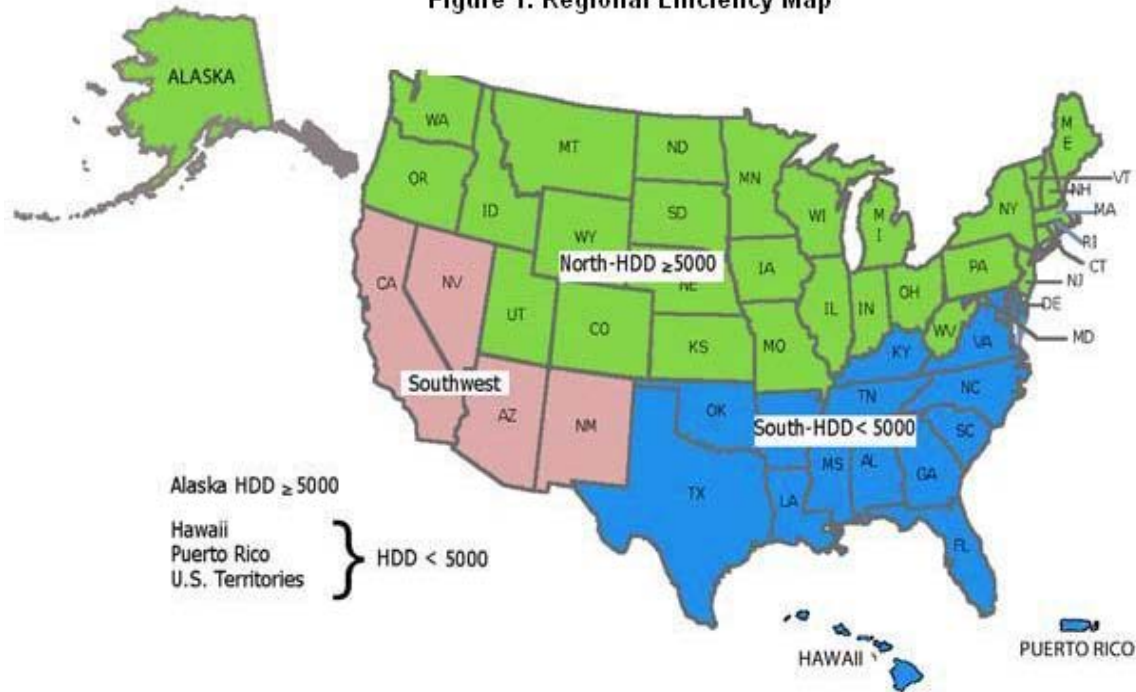 Figure 1. Regional Efficiency Map
ALASKA
WA
MT
ND
MN
ME
VT
NH
OR
ID
SD
WI
MI
NY
MA
WY
RI
North-HDD ≥5000
IA
PA
CT
CA
NV
NE
NJ
UT
CO
IL
IN
OH
DE
KS
MO
WV
VA
MD
KY
Southwest
TN
NC
OK
AZ
NM
South-HDD< 5000
SC
MS
AL
GA
TX
LA
FL
Alaska HDD ≥5000
Hawaii
Puerto Rico
U.S. Territories
} HDD < 5000
HAWAII
PUERTO RICO